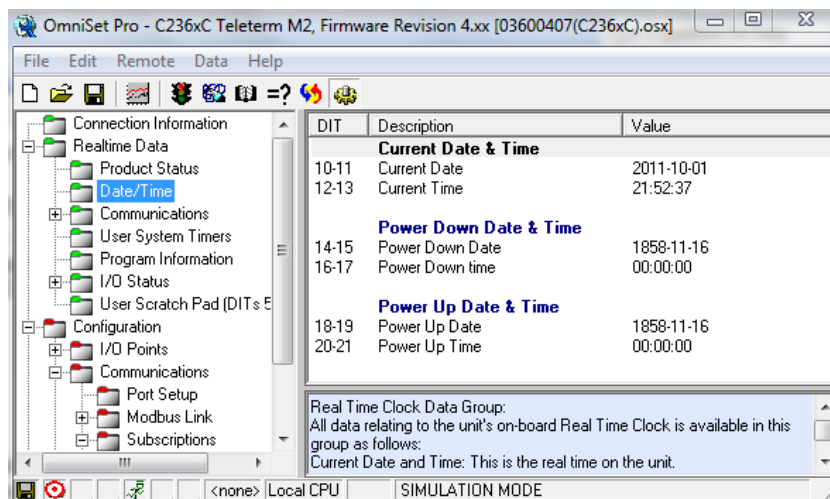 OmniSet Pro - C236xC Teleterm M2, Firmware Revision 4.xx [03600407(C236xC).osx]
File Edit Remote Data Help
=?
Connection Information
Realtime Data
Product Status
Date/Time
Communications
User System Timers
Program Information
I/O Status
User Scratch Pad (DITs 5
Configuration
I/O Points
Communications
Port Setup
Modbus Link
Subscriptions
DIT Description Value
Current Date & Time
10-11 Current Date 2011-10-01
12-13 Current Time 21:52:37
Power Down Date & Time
14-15 Power Down Date 1858-11-16
16-17 Power Down time 00:00:00
Power Up Date & Time
18-19 Power Up Date 1858-11-16
20-21 Power Up Time 00:00:00
Real Time Clock Data Group:
All data relating to the unit's on-board Real Time Clock is available in this
group as follows:
Current Date and Time: This is the real time on the unit.
<none> Local CPU SIMULATION MODE